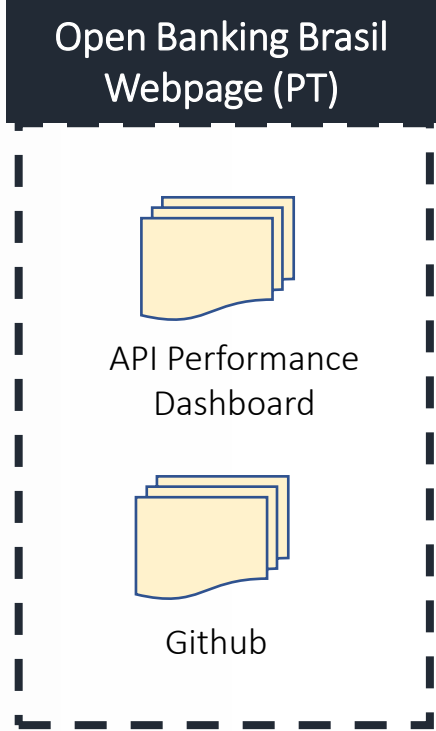 Open Banking Brasil
Webpage (PT)
API Performance
Dashboard
Github